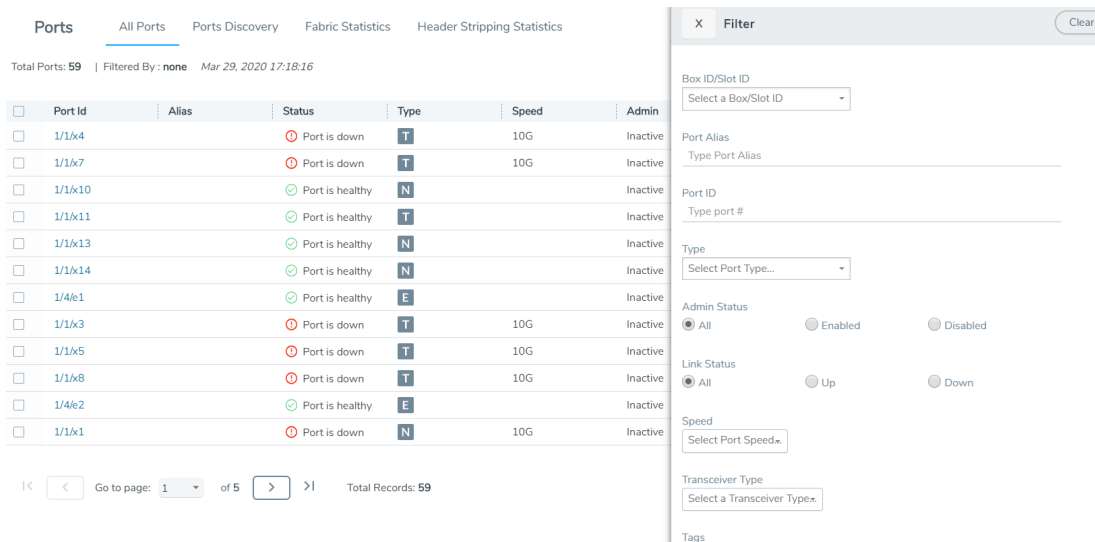 Ports All Ports Ports Discovery Fabric Statistics Header Stripping Statistics
Total Ports: 59 | Filtered By : none Mar 29, 2020 17:18:16
Port Id Alias Status Type Speed Admin
1/1/x4 Port is down T 10G Inactive
1/1/x7 Port is down T 10G Inactive
1/1/x10 Port is healthy N Inactive
1/1/x11 Port is healthy T Inactive
1/1/x13 Port is healthy N Inactive
1/1/x14 Port is healthy N Inactive
1/4/e1 Port is healthy E Inactive
1/1/x3 Port is down T 10G Inactive
1/1/x5 Port is down T 10G Inactive
1/1/x8 Port is down T 10G Inactive
1/4/e2 Port is healthy E Inactive
1/1/x1 Port is down N 10G Inactive
Go to page: 1 of 5 Total Records: 59
X Filter Clear
Box ID/Slot ID
Select a Box/Slot ID
Port Alias
Type Port Alias
Port ID
Type port #
Type
Select Port Type...
Admin Status
All Enabled Disabled
Link Status
All Up Down
Speed
Select Port Speed..
Transceiver Type
Select a Transceiver Type..
Tags